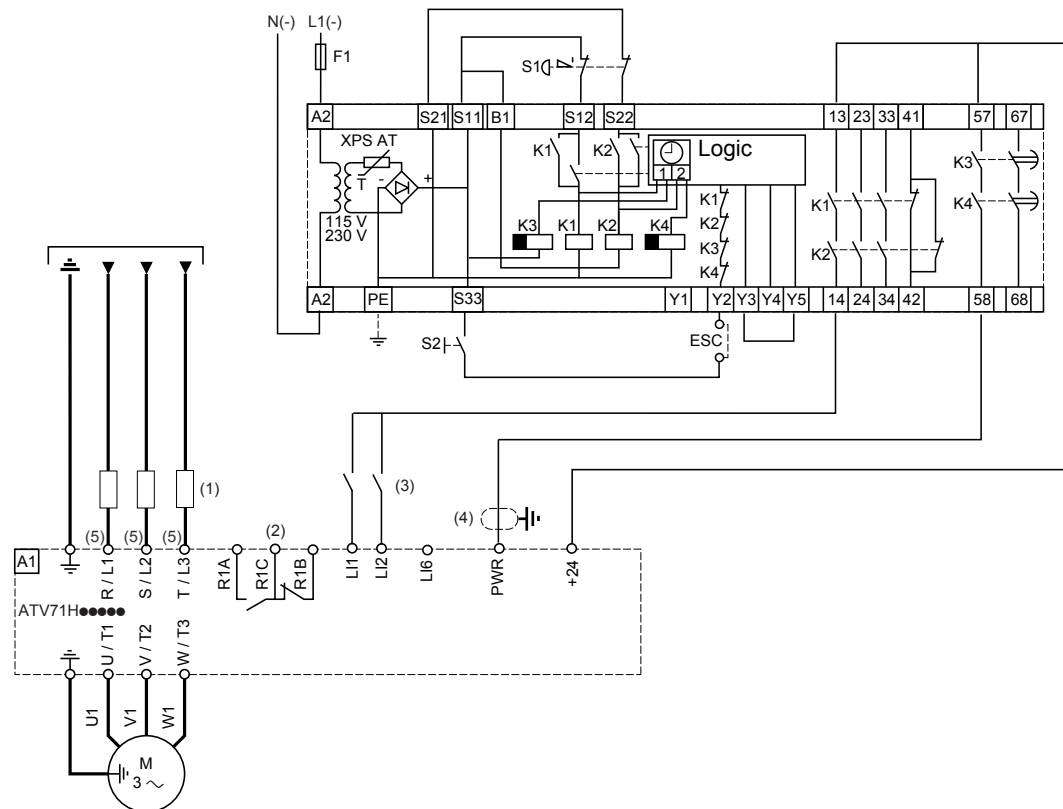 N(-) L1(-)
F1
S1
A2 S21 S11 B1 S12 S22 13 23 33 41 57 67
XPS AT
T
-
+
115 V
230 V
K1
K2
Logic
1 2
K3 K1 K2 K4
K1
K2
K3
K4
K1
K2
K3
K4
A2 PE S33 Y1 Y2 Y3 Y4 Y5 14 24 34 42 58 68
S2
ESC
(1)
(3)
(4)
(5) (5) (5)
(2)
A1
R / L1
S / L2
T / L3
R1A
R1C
R1B
LI1
LI2
LI6
PWR
+24
ATV71H●●●●●
U / T1
V / T2
W / T3
U1
V1
W1
M
3 ~